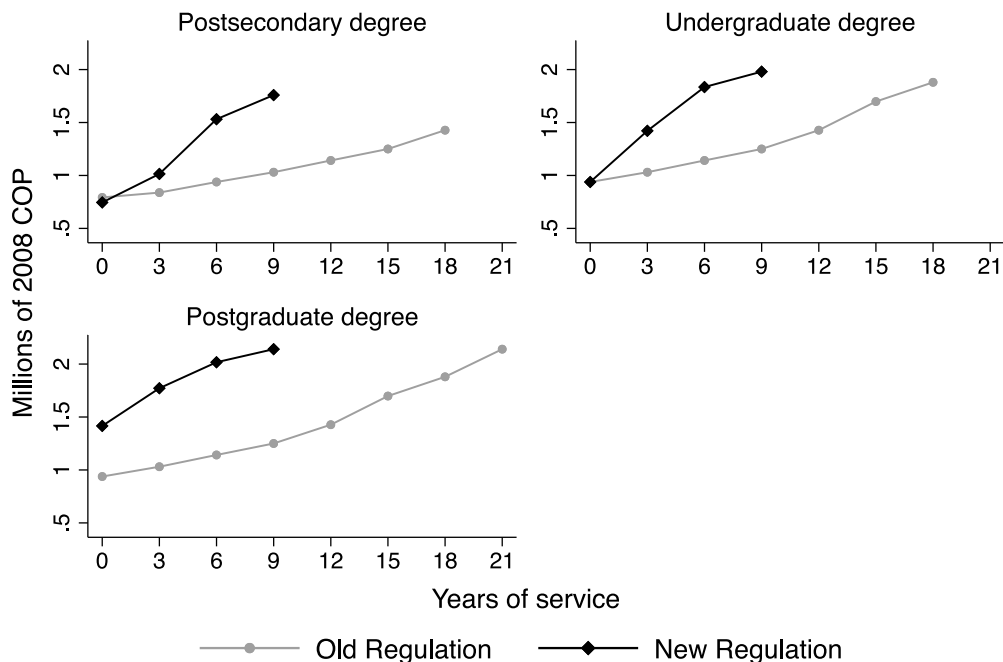 Postsecondary degree
Undergraduate degree
2
1.5
1
.5
0 3 6 9 12 15 18 21
2
1.5
1
.5
0 3 6 9 12 15 18 21
Postgraduate degree
2
1.5
1
.5
0 3 6 9 12 15 18 21
Millions of 2008 COP
Years of service
Old Regulation
New Regulation